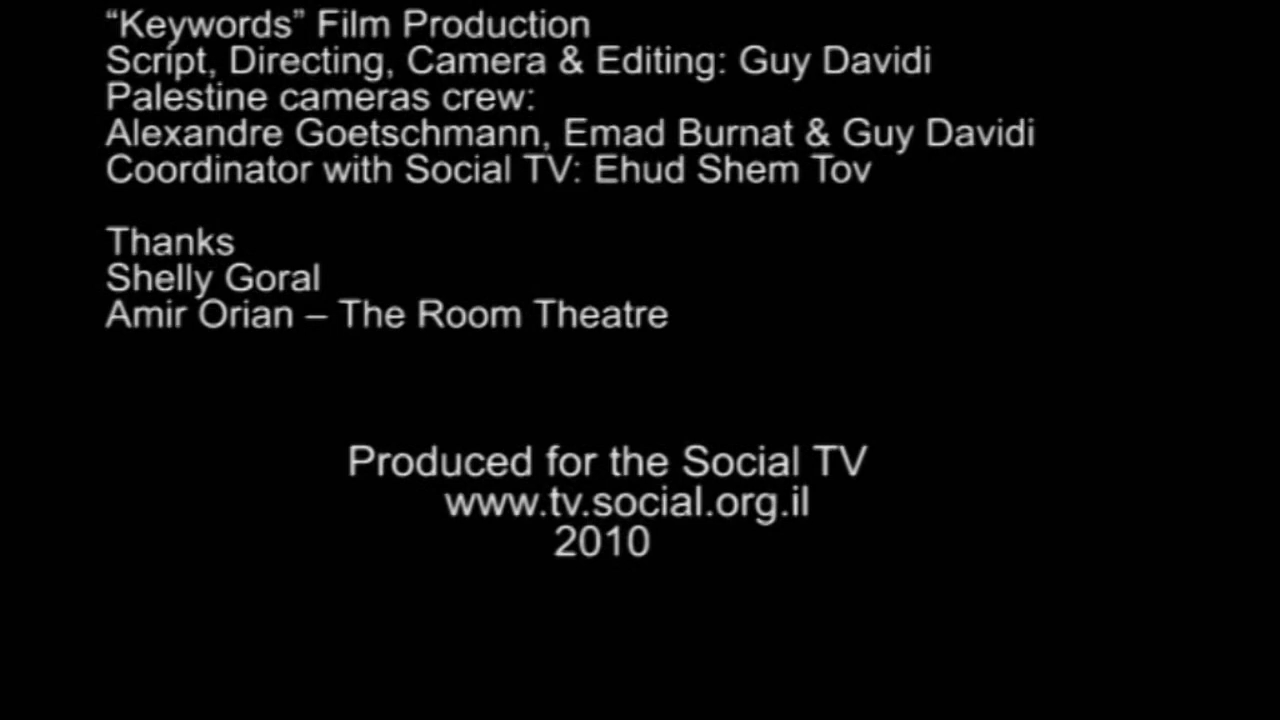 “Keywords” Film Production
Script, Directing, Camera & Editing: Guy Davidi
Palestine cameras crew:
Alexandre Goetschmann, Emad Burnat & Guy Davidi
Coordinator with Social TV: Ehud Shem Tov
Thanks
Shelly Goral
Amir Orian – The Room Theatre
Produced for the Social TV
www.tv.social.org.il
2010